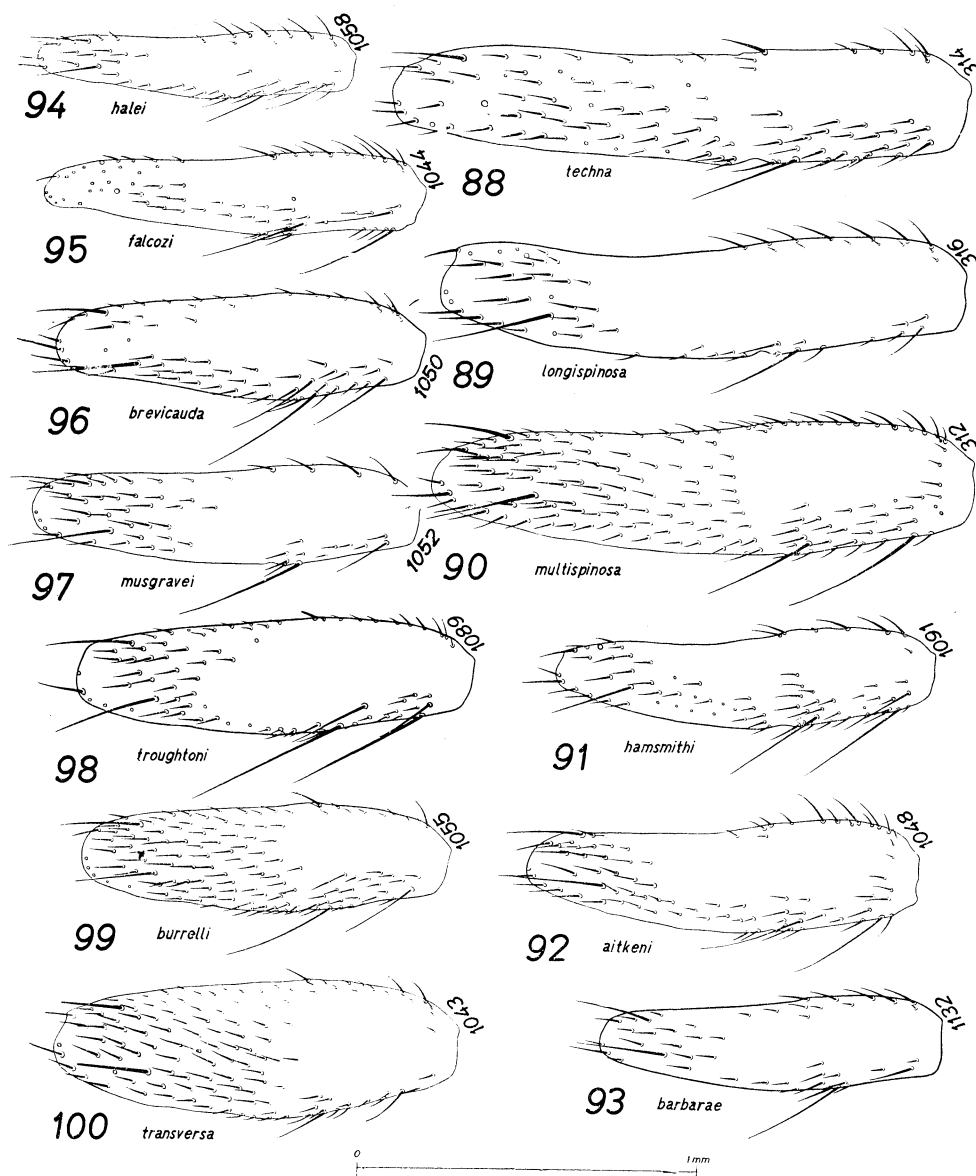 1058
94 halei
314
88 techna
1044
95 falcozi
316
89 longispinosa
1050
96 brevicauda
312
90 multispinosa
1052
97 musgravei
1089
98 troughtoni
1091
91 hamsmithi
1055
99 burrelli
1048
92 aitkeni
1043
100 transversa
1132
93 barbarae
0 1mm